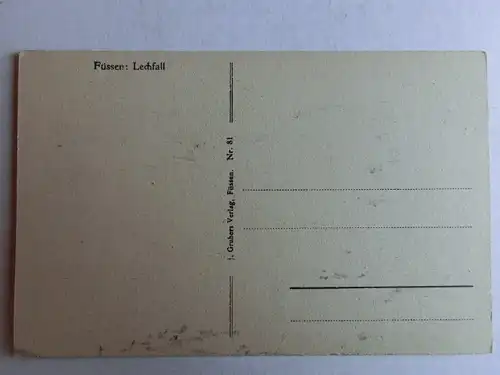 Füssen: Lechfall
J. Grubers Verlag, Füssen. Nr. 81